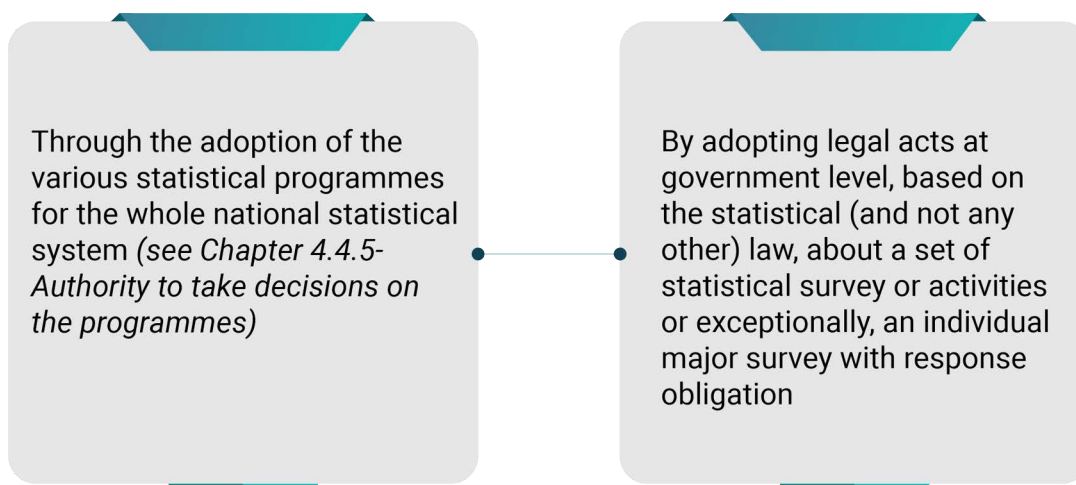 Through the adoption of the
various statistical programmes
for the whole national statistical
system (see Chapter 4.4.5-
Authority to take decisions on
the programmes)
By adopting legal acts at
government level, based on
the statistical (and not any
other) law, about a set of
statistical survey or activities
or exceptionally, an individual
major survey with response
obligation